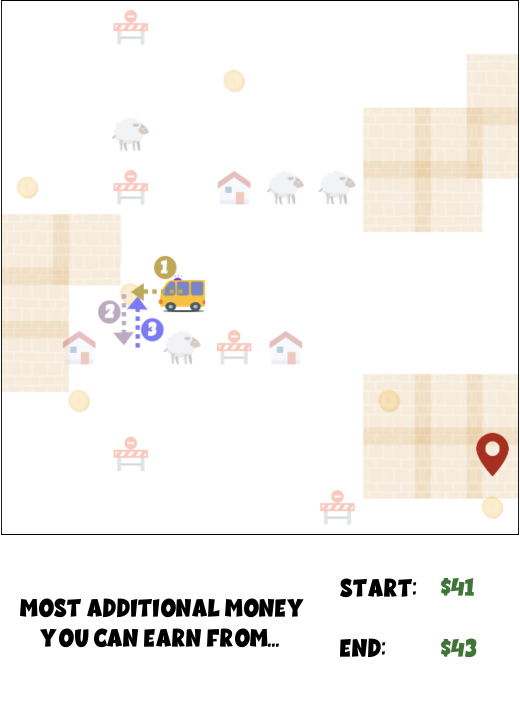 1
2
3
START: $41
MOST ADDITIONAL MONEY
YOU CAN EARN FROM...
END: $43